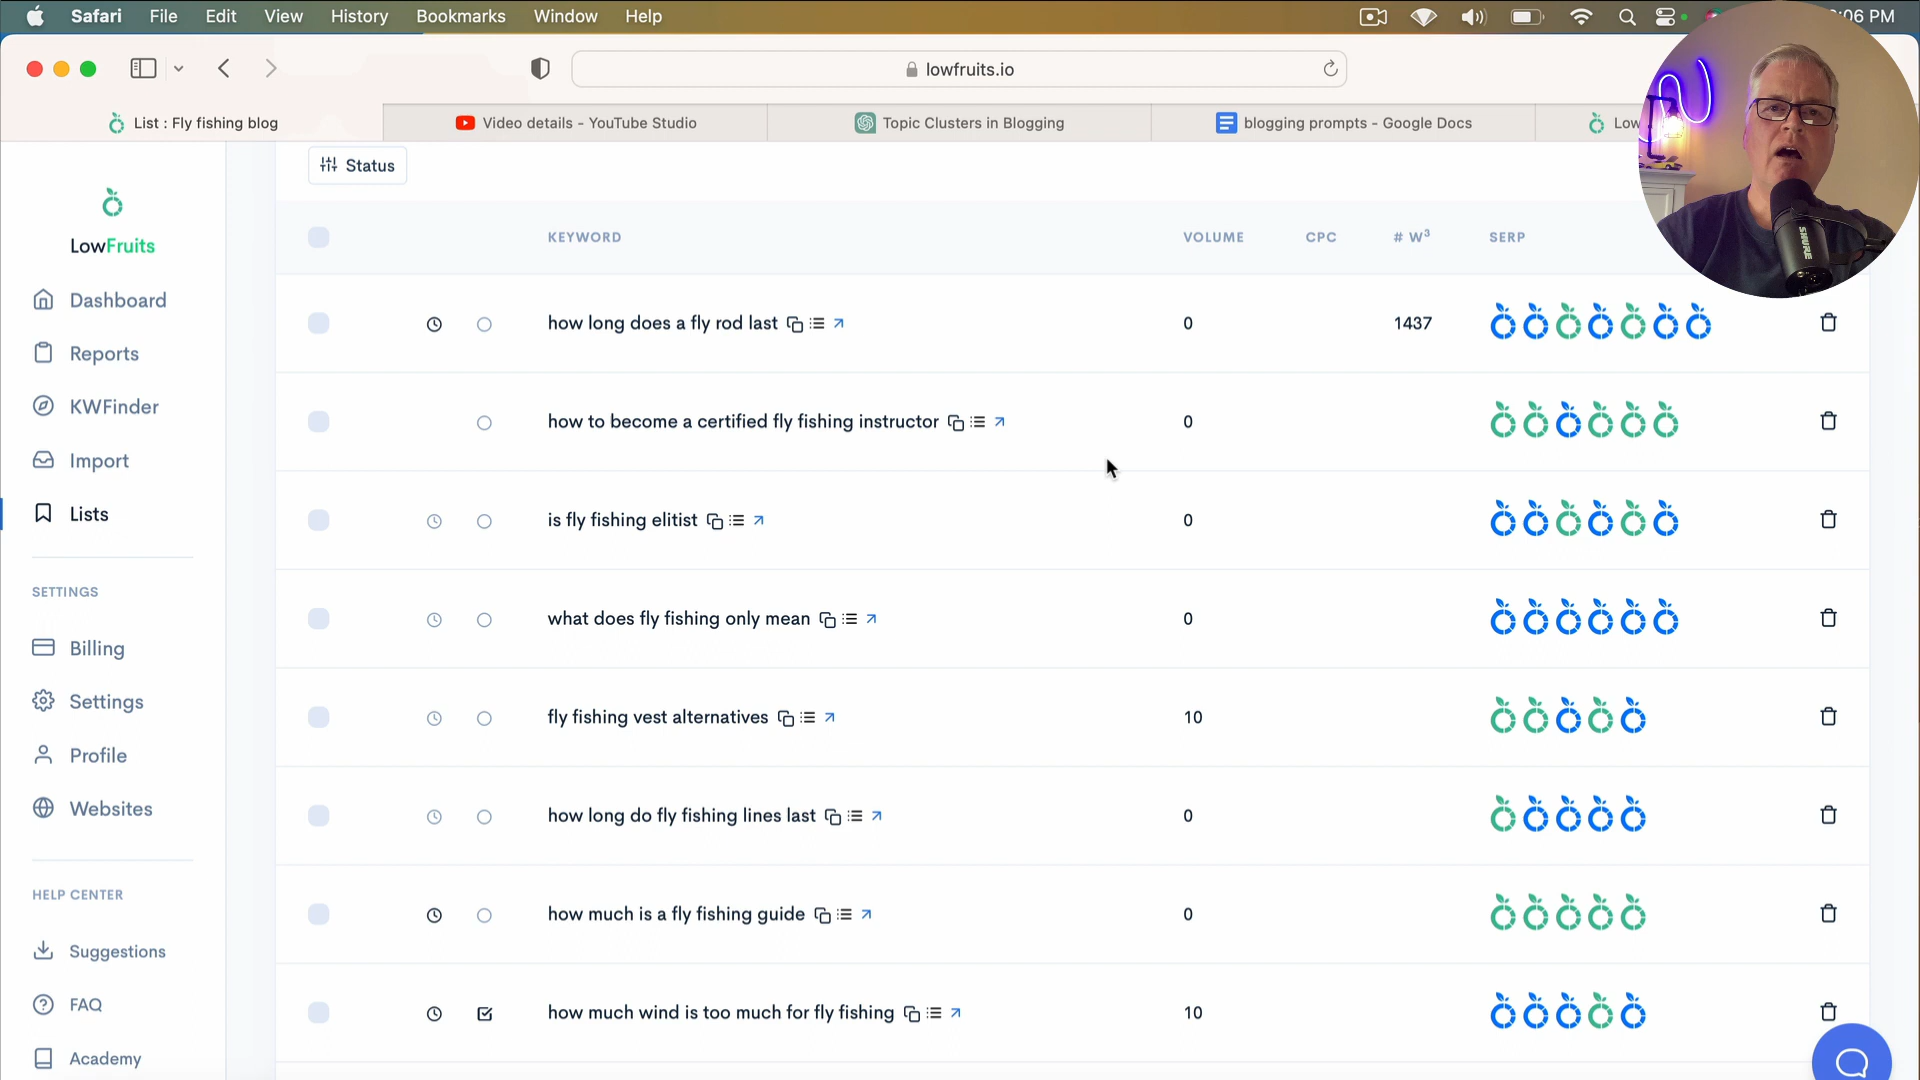 Safari File Edit View History Bookmarks Window Help :06 PM
lowfruits.io
List : Fly fishing blog Video details - YouTube Studio Topic Clusters in Blogging blogging prompts - Google Docs Low
Status
LowFruits
Dashboard
Reports
KWFinder
Import
Lists
SETTINGS
Billing
Settings
Profile
Websites
HELP CENTER
Suggestions
FAQ
Academy
KEYWORD VOLUME CPC # W³ SERP
how long does a fly rod last 0 1437
how to become a certified fly fishing instructor 0
is fly fishing elitist 0
what does fly fishing only mean 0
fly fishing vest alternatives 10
how long do fly fishing lines last 0
how much is a fly fishing guide 0
how much wind is too much for fly fishing 10
SHURE